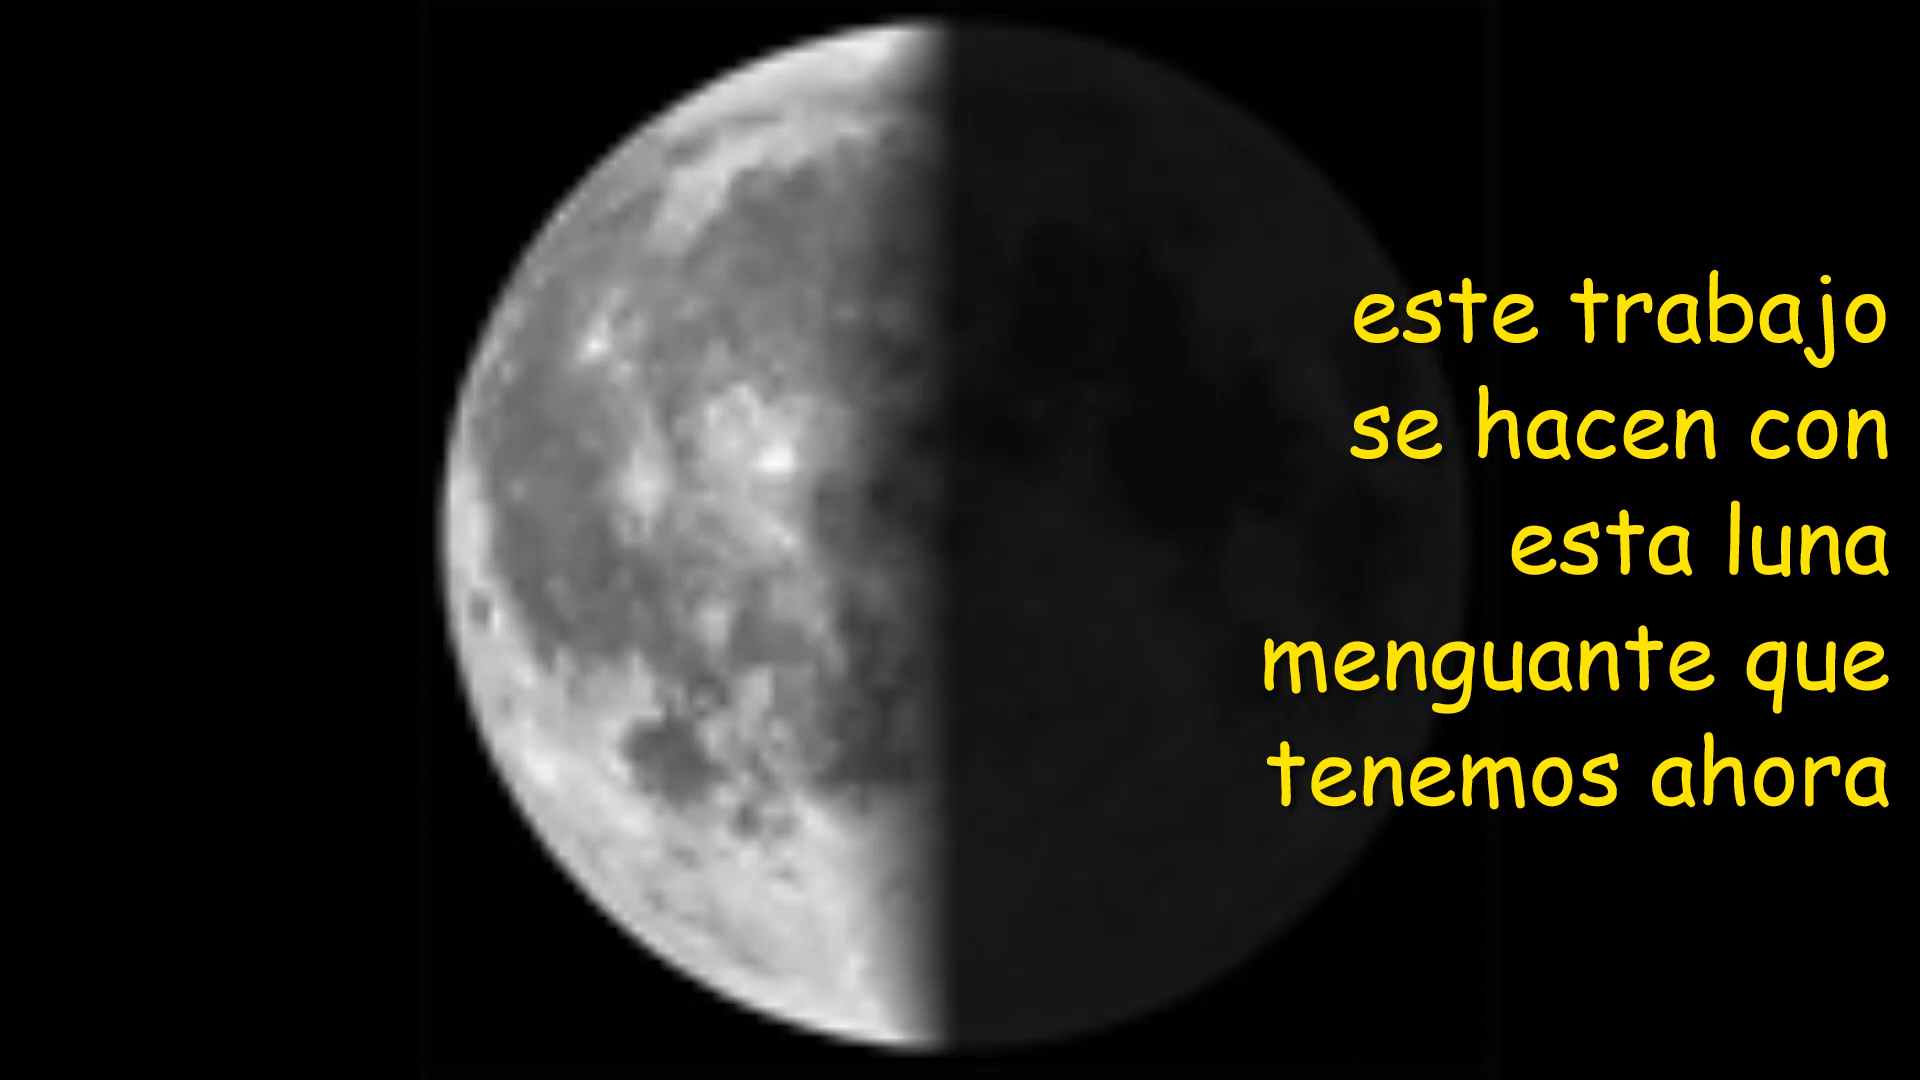 este trabajo
se hacen con
esta luna
menguante que
tenemos ahora